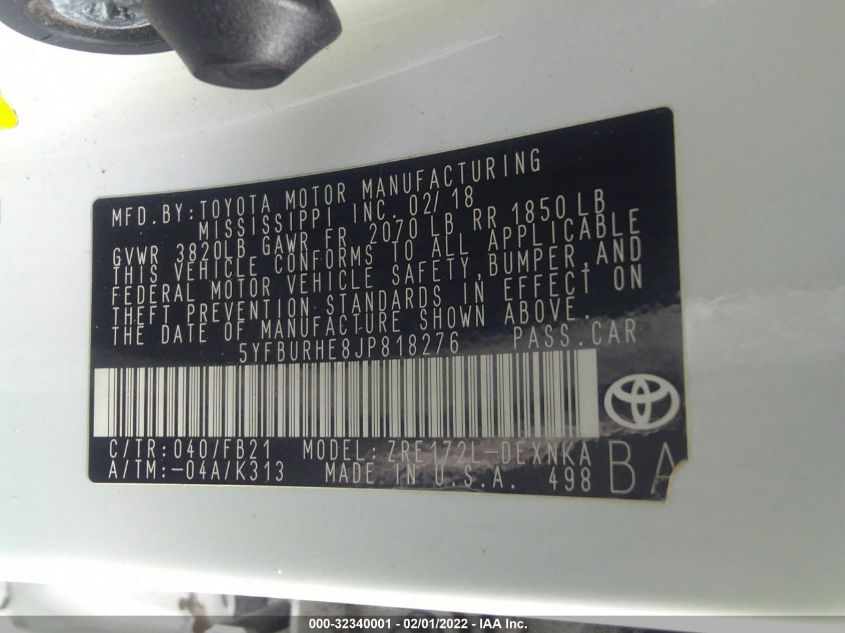 MFD.BY:TOYOTA MOTOR MANUFACTURING
MISSISSIPPI INC. 02/18
GVWR 3820LB GAWR FR 2070 LB RR 1850LB
THIS VEHICLE CONFORMS TO ALL APPLICABLE
FEDERAL MOTOR VEHICLE SAFETY,BUMPER,AND
THEFT PREVENTION STANDARDS IN EFFECT ON
THE DATE OF MANUFACTURE SHOWN ABOVE.
5YFBURHE8JP818276 PASS.CAR
C/TR:040/FB21 MODEL:ZRE172L-DEXNKA
A/TM:-04A/K313 MADE IN U.S.A. 498 BA
000-32340001 - 02/01/2022 - IAA Inc.